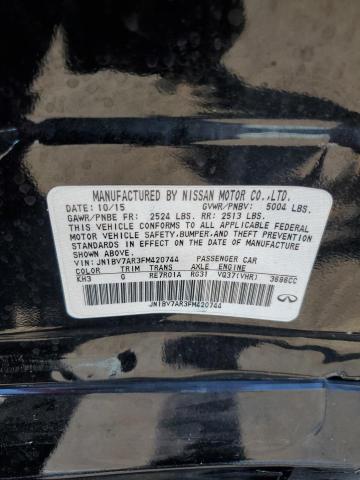 MANUFACTURED BY NISSAN MOTOR CO.,LTD.
DATE: 10/15 GVWR/PNBV: 5004 LBS.
GAWR/PNBE FR: 2524 LBS. RR: 2513 LBS.
THIS VEHICLE CONFORMS TO ALL APPLICABLE FEDERAL
MOTOR VEHICLE SAFETY, BUMPER, AND THEFT PREVENTION
STANDARDS IN EFFECT ON THE DATE OF MANUFACTURE
SHOWN ABOVE.
VIN: JN1BV7AR3FM420744 PASSENGER CAR
COLOR TRIM TRANS AXLE ENGINE
KH3 G RE7R01A RG31 VQ37(VHR) 3696CC
JN1BV7AR3FM420744